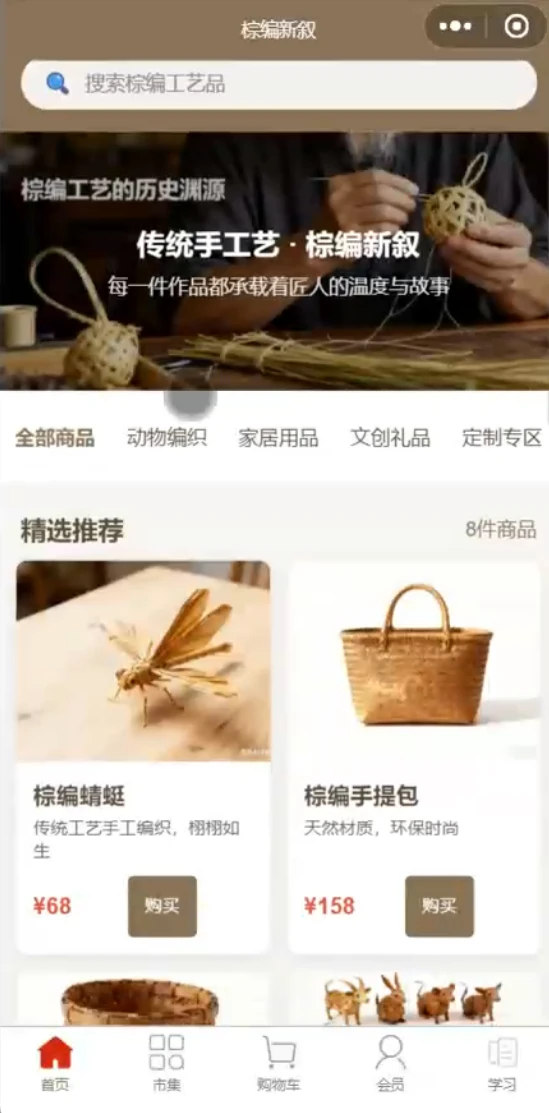 棕编新叙
搜索棕编工艺品
棕编工艺的历史渊源
传统手工艺 · 棕编新叙
每一件作品都承载着匠人的温度与故事
全部商品 动物编织 家居用品 文创礼品 定制专区
精选推荐 8件商品
棕编蜻蜓
传统工艺手工编织，栩栩如
生
¥68 购买
棕编手提包
天然材质，环保时尚
¥158 购买
首页 市集 购物车 会员 学习